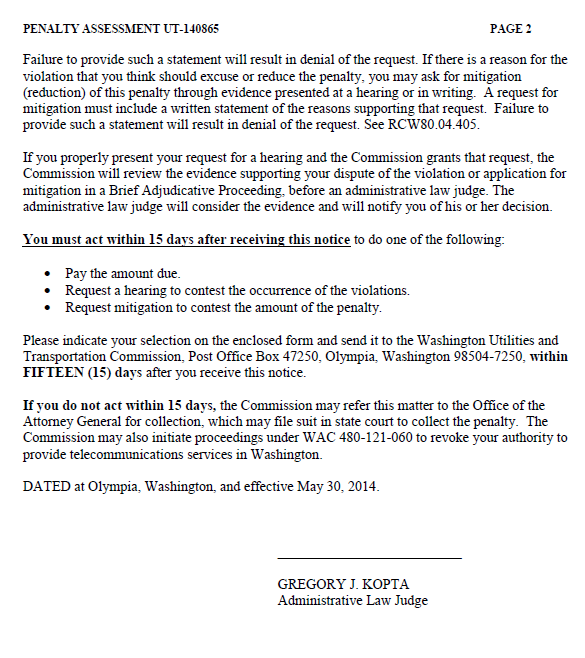 PENALTY ASSESSMENT UT-140865 PAGE 2
Failure to provide such a statement will result in denial of the request. If there is a reason for the
violation that you think should excuse or reduce the penalty, you may ask for mitigation
(reduction) of this penalty through evidence presented at a hearing or in writing.  A request for
mitigation must include a written statement of the reasons supporting that request.  Failure to
provide such a statement will result in denial of the request. See RCW80.04.405.
If you properly present your request for a hearing and the Commission grants that request, the
Commission will review the evidence supporting your dispute of the violation or application for
mitigation in a Brief Adjudicative Proceeding, before an administrative law judge. The
administrative law judge will consider the evidence and will notify you of his or her decision.
You must act within 15 days after receiving this notice to do one of the following:
• Pay the amount due.
• Request a hearing to contest the occurrence of the violations.
• Request mitigation to contest the amount of the penalty.
Please indicate your selection on the enclosed form and send it to the Washington Utilities and
Transportation Commission, Post Office Box 47250, Olympia, Washington 98504-7250, within
FIFTEEN (15) days after you receive this notice.
If you do not act within 15 days, the Commission may refer this matter to the Office of the
Attorney General for collection, which may file suit in state court to collect the penalty.  The
Commission may also initiate proceedings under WAC 480-121-060 to revoke your authority to
provide telecommunications services in Washington.
DATED at Olympia, Washington, and effective May 30, 2014.
GREGORY J. KOPTA
Administrative Law Judge